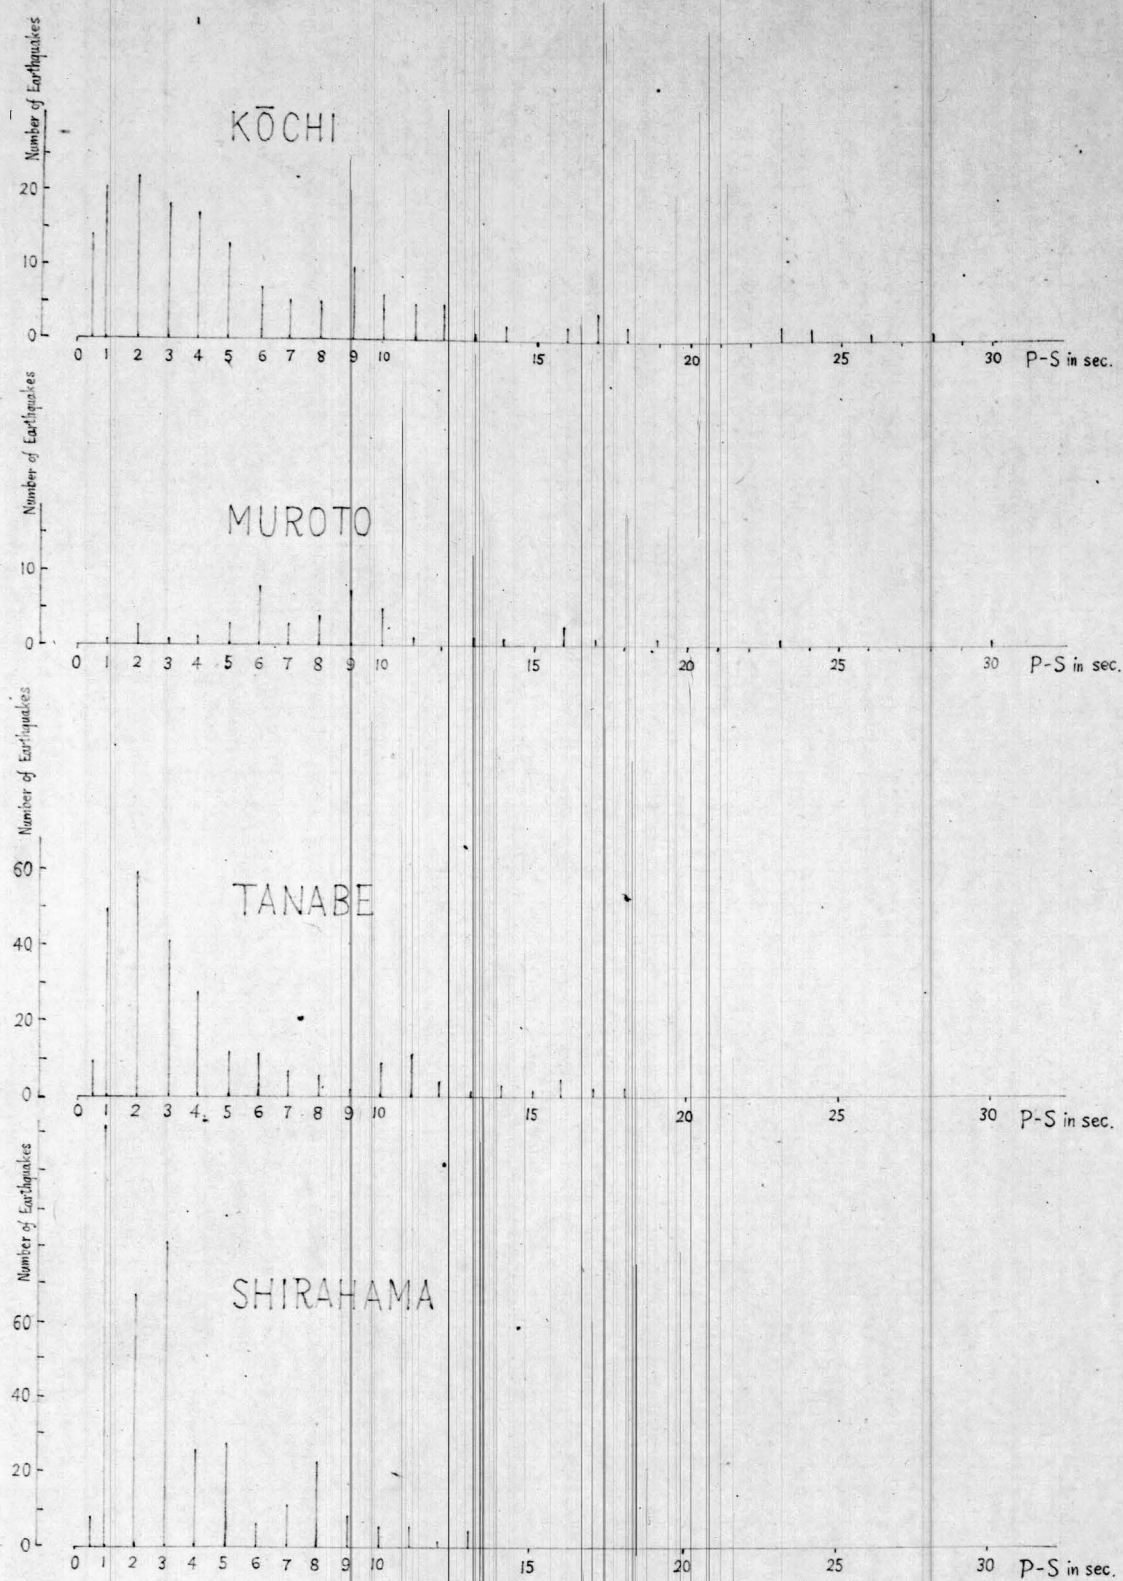 Number of Earthquakes
KŌCHI
20
10
0
0 1 2 3 4 5 6 7 8 9 10 15 20 25 30 P-S in sec.
Number of Earthquakes
MUROTO
10
0
0 1 2 3 4 5 6 7 8 9 10 15 20 25 30 P-S in sec.
Number of Earthquakes
60
TANABE
40
20
0
0 1 2 3 4 5 6 7 8 9 10 15 20 25 30 P-S in sec.
Number of Earthquakes
SHIRAHAMA
60
40
20
0
0 1 2 3 4 5 6 7 8 9 10 15 20 30 P-S in sec.